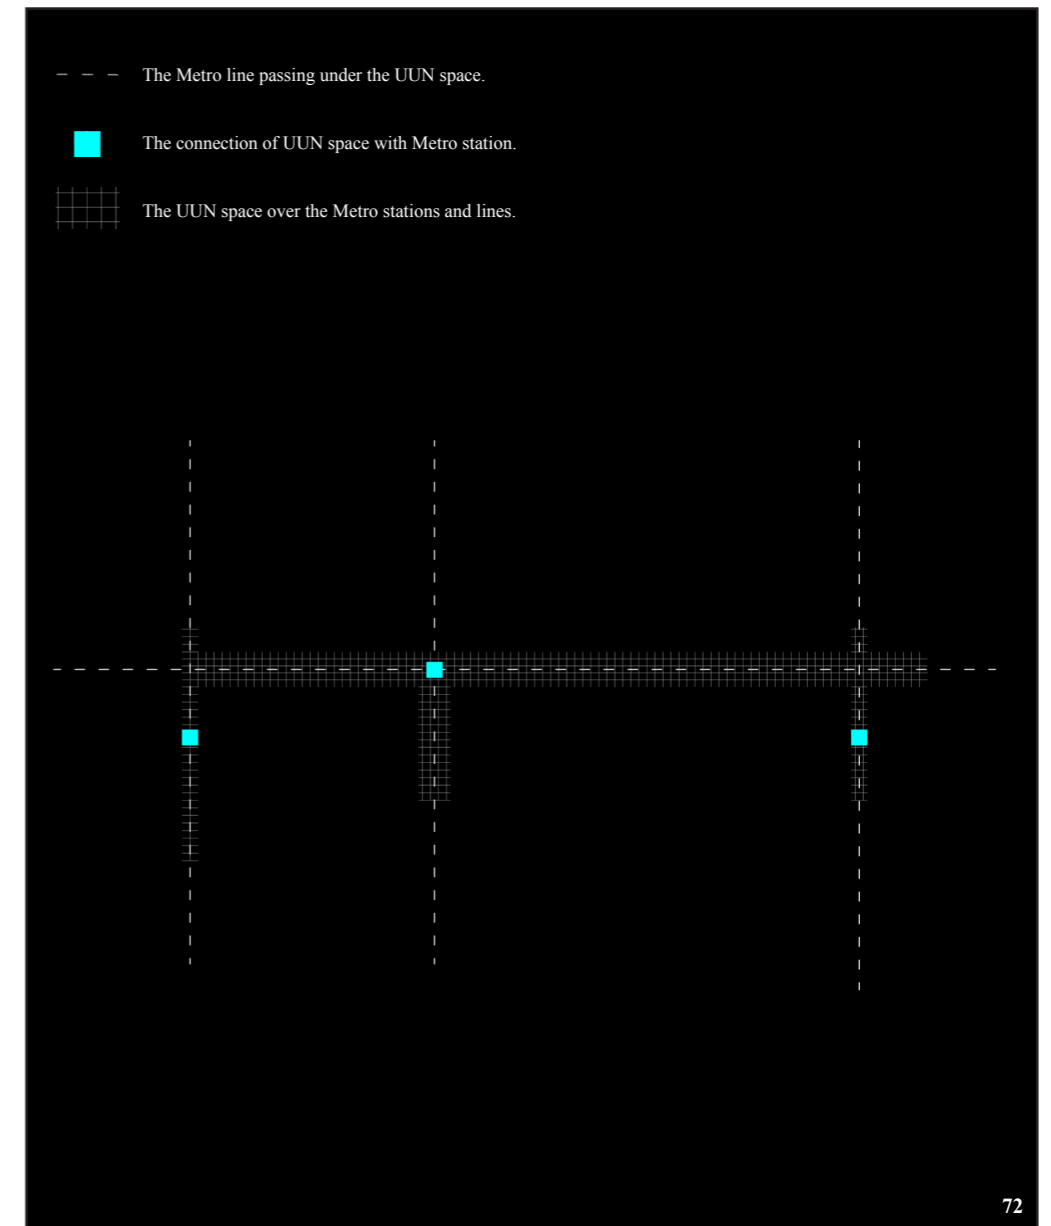 The Metro line passing under the UUN space.
The connection of UUN space with Metro station.
The UUN space over the Metro stations and lines.
72